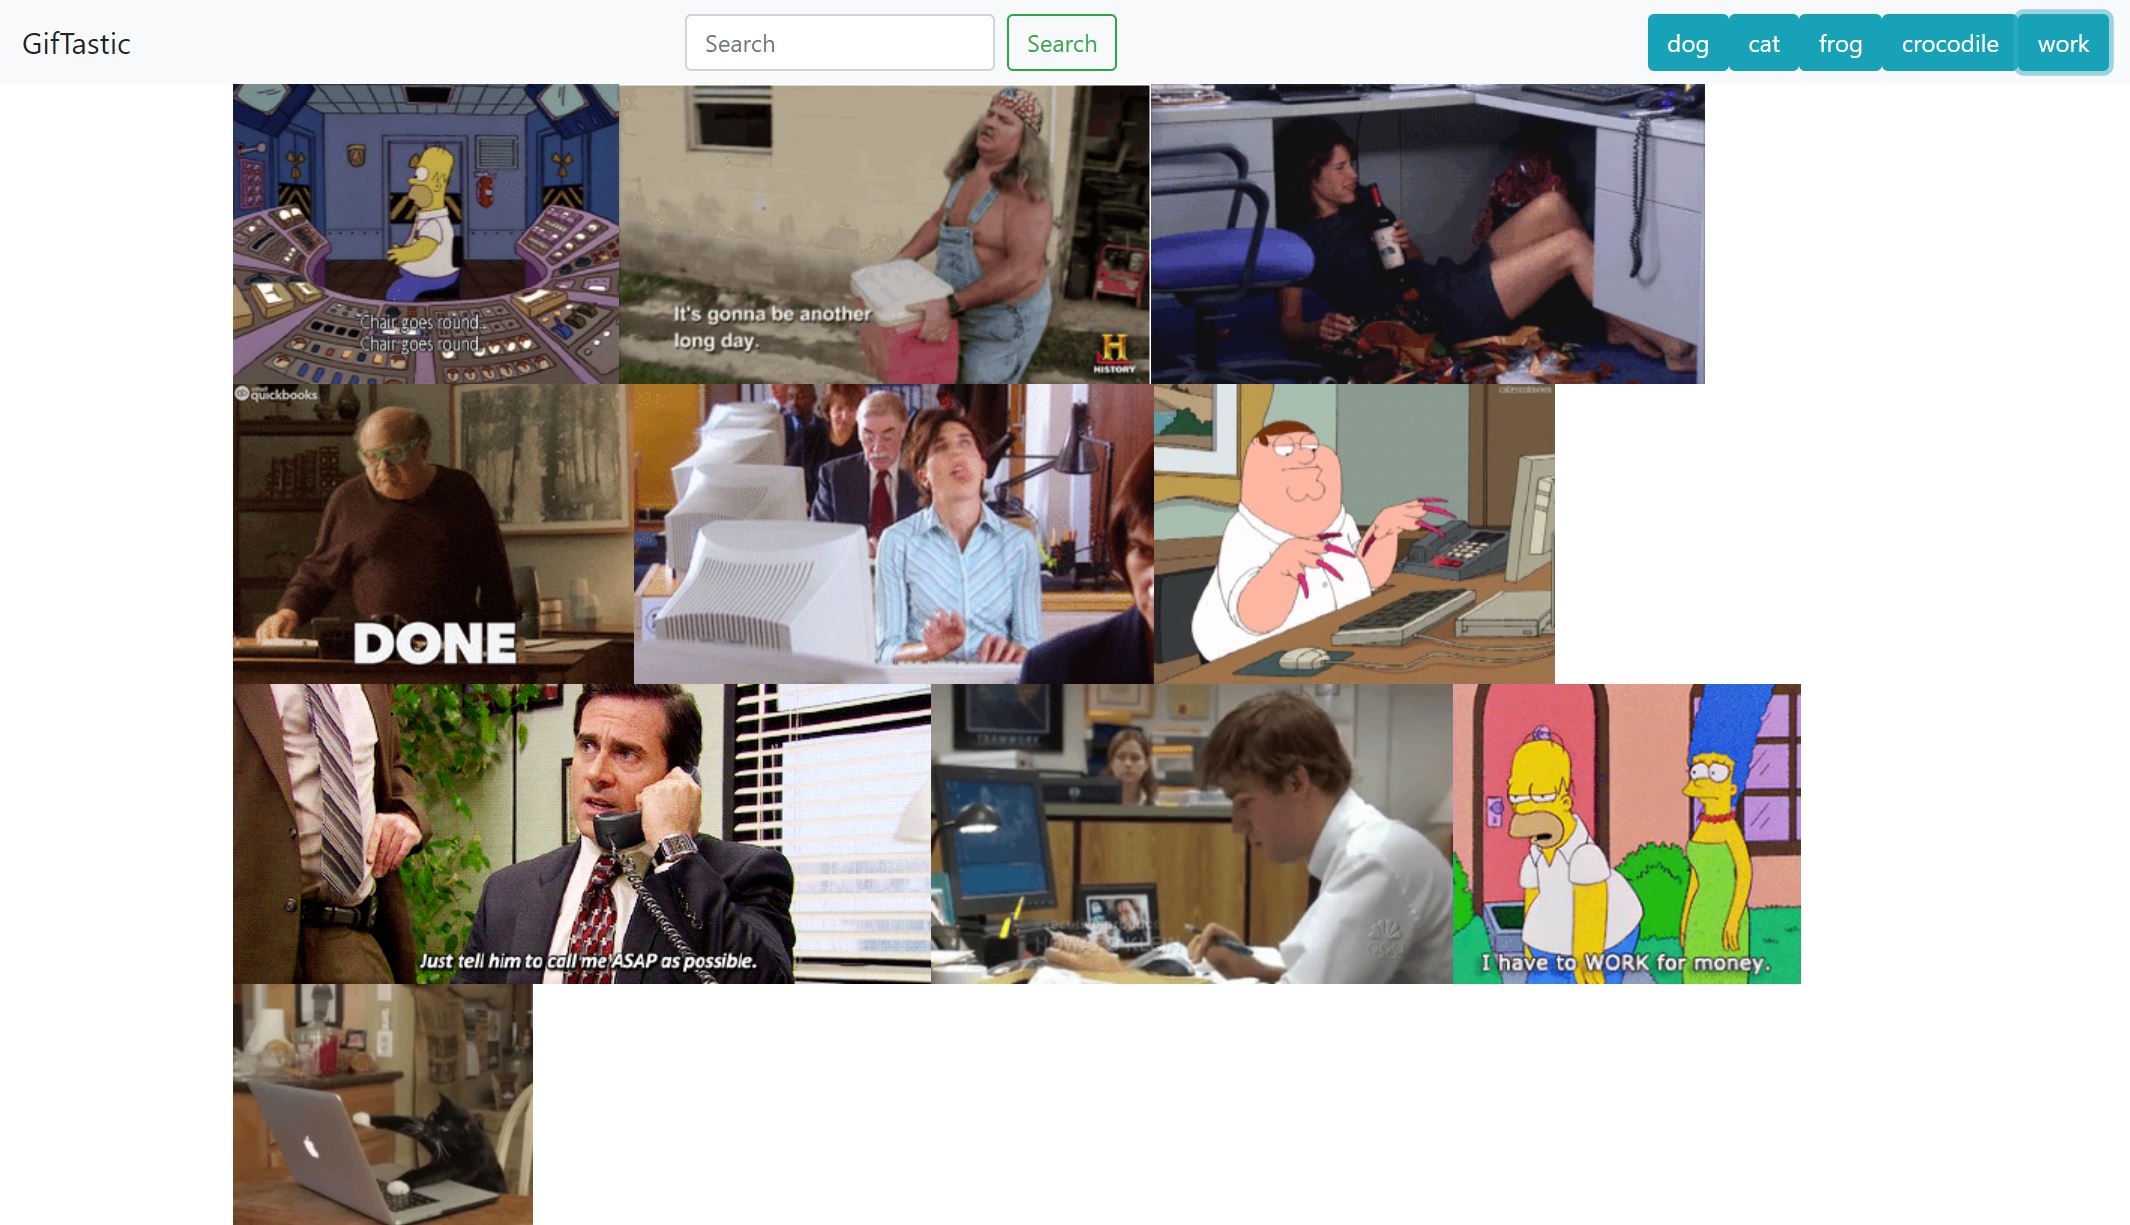 GifTastic
Search
Search
dog
cat
frog
crocodile
work
Chair goes round...
Chair goes round.
It's gonna be another
long day.
H
HISTORY
quickbooks
DONE
TEAMWORK
Just tell him to call me ASAP as possible.
I have to WORK for money.